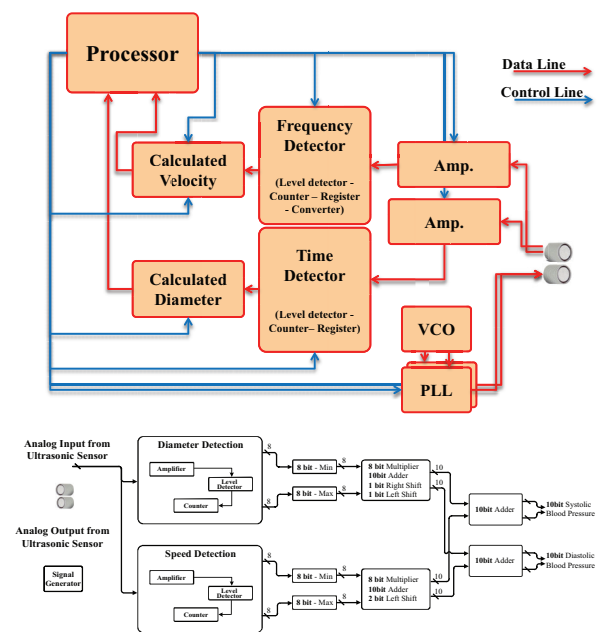 Processor
Data Line
Control Line
Frequency
Detector
(Level detector -
Counter – Register
- Converter)
Calculated
Velocity
Amp.
Amp.
Time
Detector
(Level detector -
Counter– Register)
Calculated
Diameter
VCO
PLL
Analog Input from
Ultrasonic Sensor
Analog Output from
Ultrasonic Sensor
Signal
Generator
Diameter Detection
Amplifier
Level
Detector
Counter
8
8
8 bit - Min
8
8 bit - Max
8
8 bit Multiplier
10bit Adder
1 bit Right Shift
1 bit Left Shift
10
10
10bit Adder
10bit Systolic
Blood Pressure
Speed Detection
Amplifier
Level
Detector
Counter
8
8
8 bit - Min
8
8 bit - Max
8
8 bit Multiplier
10bit Adder
2 bit Left Shift
10
10
10bit Adder
10bit Diastolic
Blood Pressure